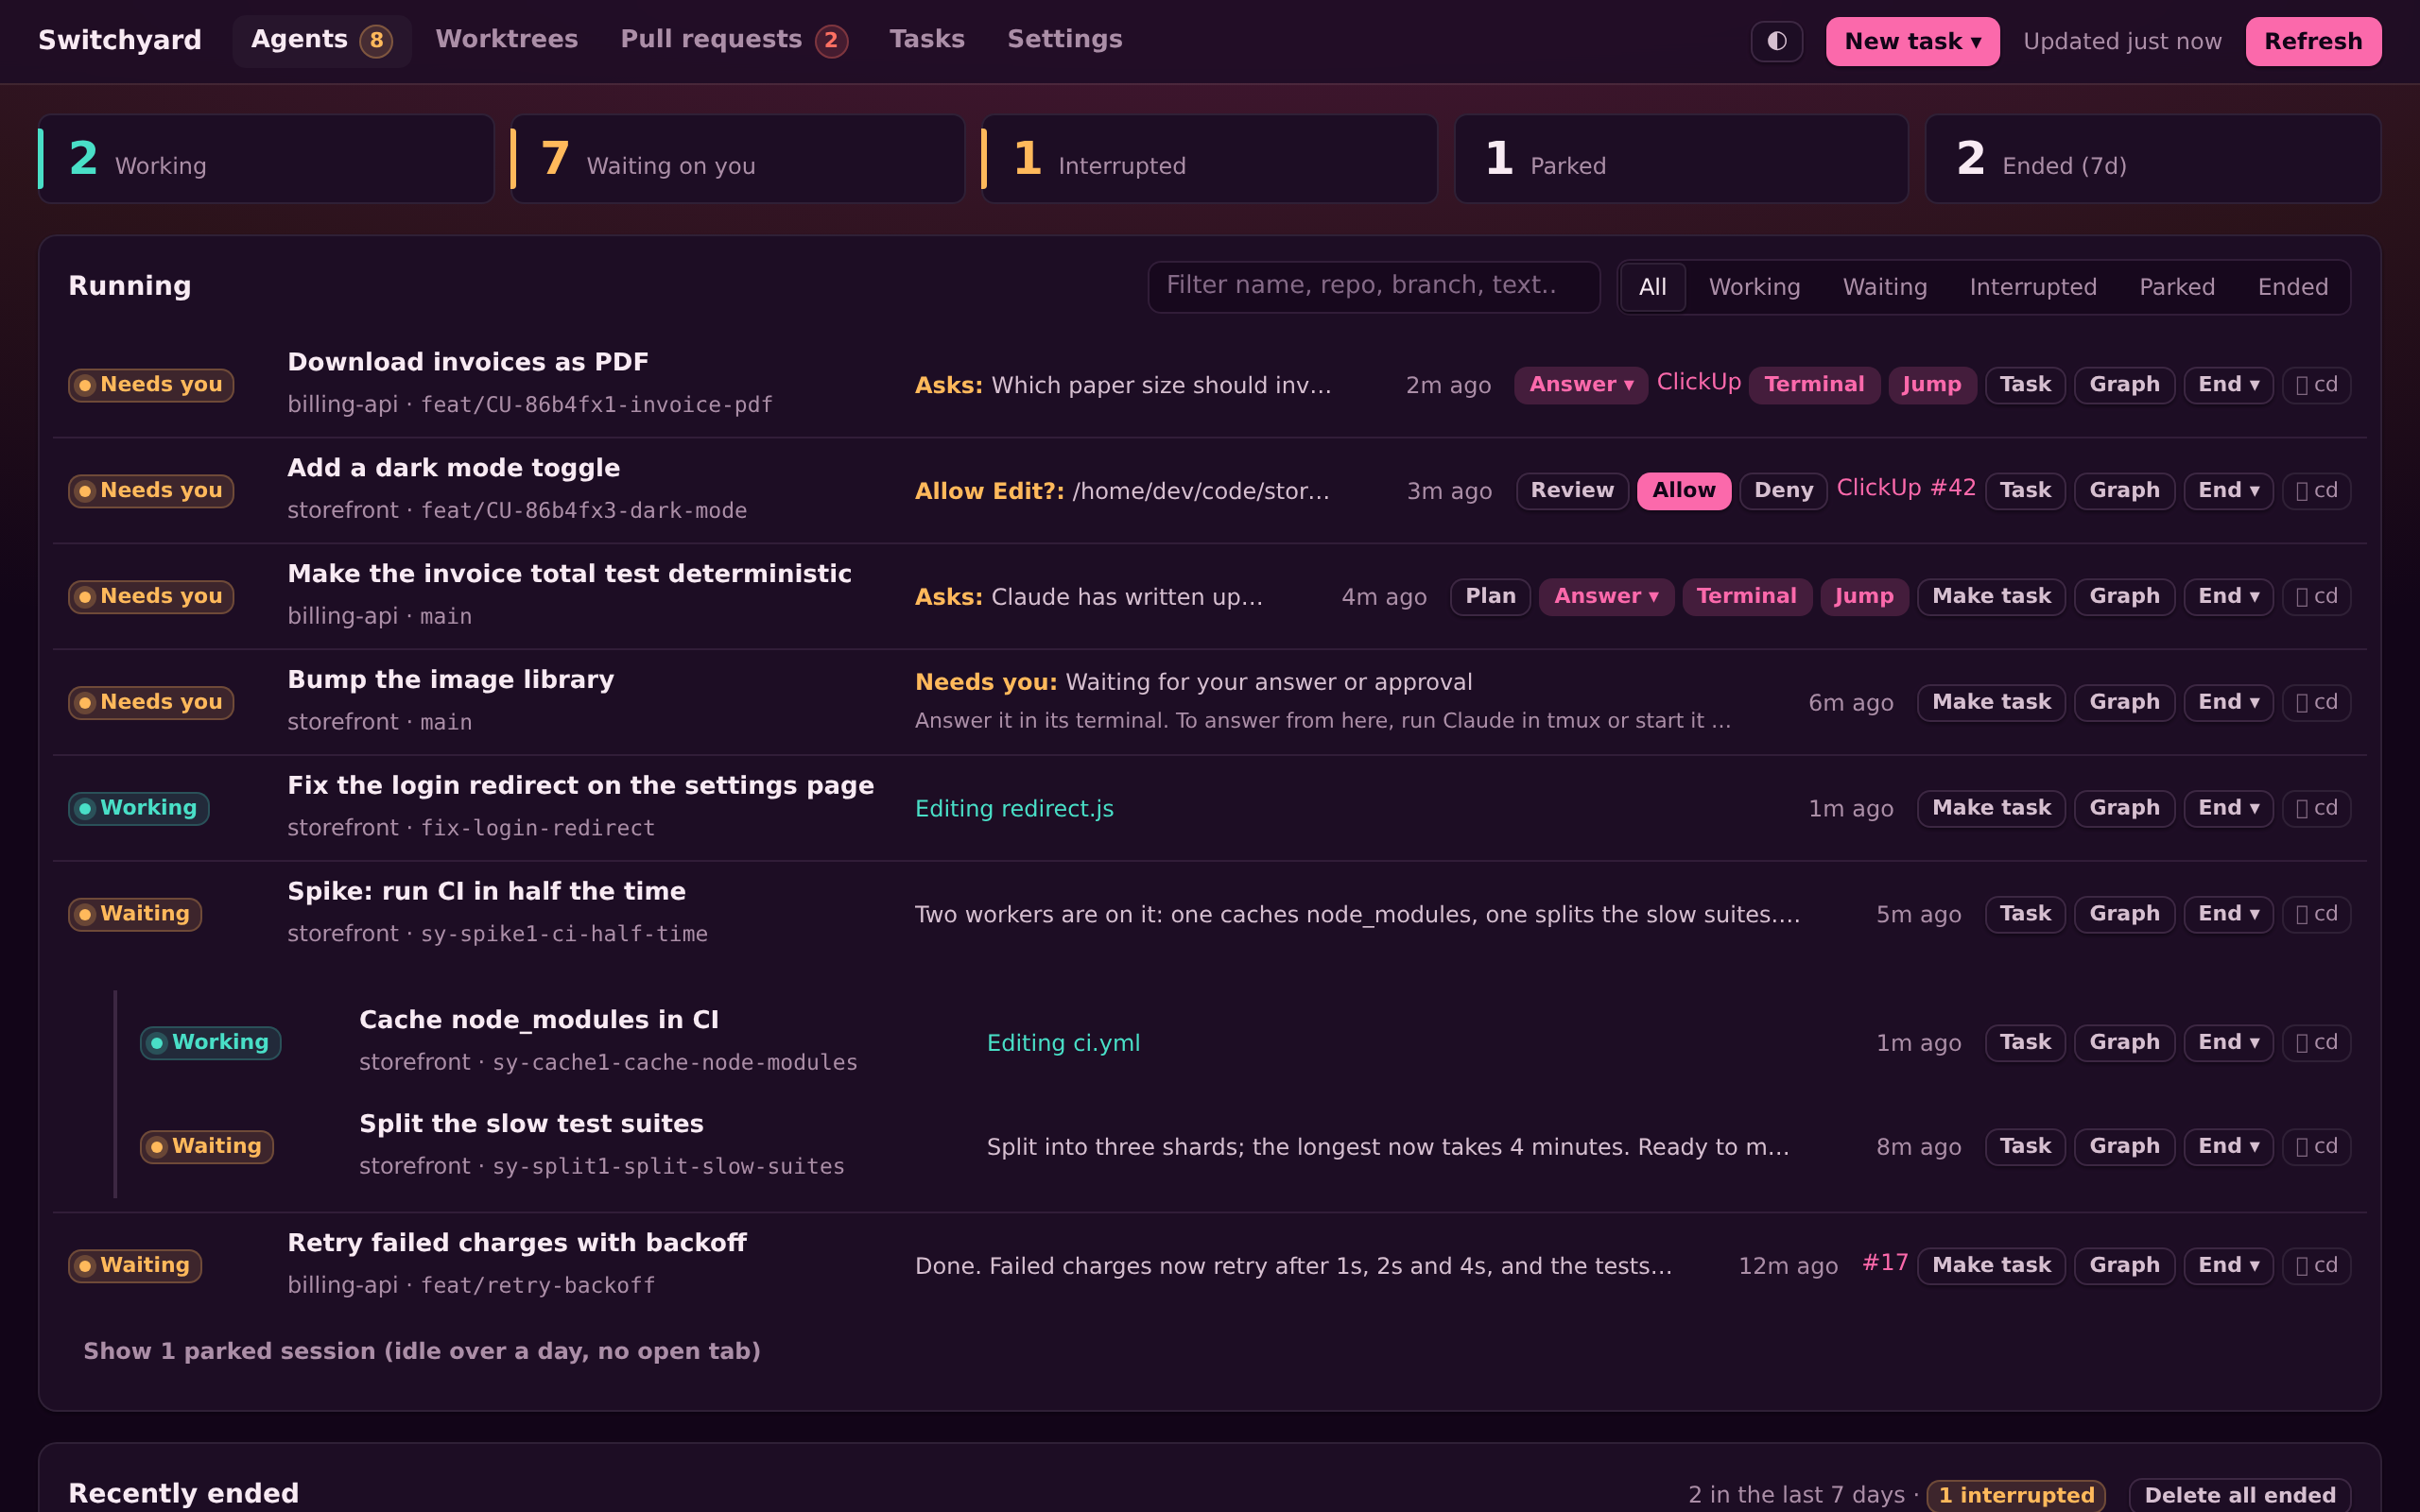 Switchyard Agents 8 Worktrees Pull requests 2 Tasks Settings New task ▾ Updated just now Refresh
2 Working 7 Waiting on you 1 Interrupted 1 Parked 2 Ended (7d)
Running Filter name, repo, branch, text.. All Working Waiting Interrupted Parked Ended
Download invoices as PDF
Needs you Asks: Which paper size should inv… 2m ago Answer ▾ ClickUp Terminal Jump Task Graph End ▾ cd
billing-api · feat/CU-86b4fx1-invoice-pdf
Add a dark mode toggle
Needs you Allow Edit?: /home/dev/code/stor… 3m ago Review Allow Deny ClickUp #42 Task Graph End ▾ cd
storefront · feat/CU-86b4fx3-dark-mode
Make the invoice total test deterministic
Needs you Asks: Claude has written up… 4m ago Plan Answer ▾ Terminal Jump Make task Graph End ▾ cd
billing-api · main
Bump the image library
Needs you: Waiting for your answer or approval
Needs you 6m ago Make task Graph End ▾ cd
storefront · main
Answer it in its terminal. To answer from here, run Claude in tmux or start it …
Fix the login redirect on the settings page
Working Editing redirect.js 1m ago Make task Graph End ▾ cd
storefront · fix-login-redirect
Spike: run CI in half the time
Waiting Two workers are on it: one caches node_modules, one splits the slow suites.… 5m ago Task Graph End ▾ cd
storefront · sy-spike1-ci-half-time
Cache node_modules in CI
Working Editing ci.yml 1m ago Task Graph End ▾ cd
storefront · sy-cache1-cache-node-modules
Split the slow test suites
Waiting Split into three shards; the longest now takes 4 minutes. Ready to m… 8m ago Task Graph End ▾ cd
storefront · sy-split1-split-slow-suites
Retry failed charges with backoff
Waiting Done. Failed charges now retry after 1s, 2s and 4s, and the tests… 12m ago #17 Make task Graph End ▾ cd
billing-api · feat/retry-backoff
Show 1 parked session (idle over a day, no open tab)
Recently ended 2 in the last 7 days · 1 interrupted Delete all ended